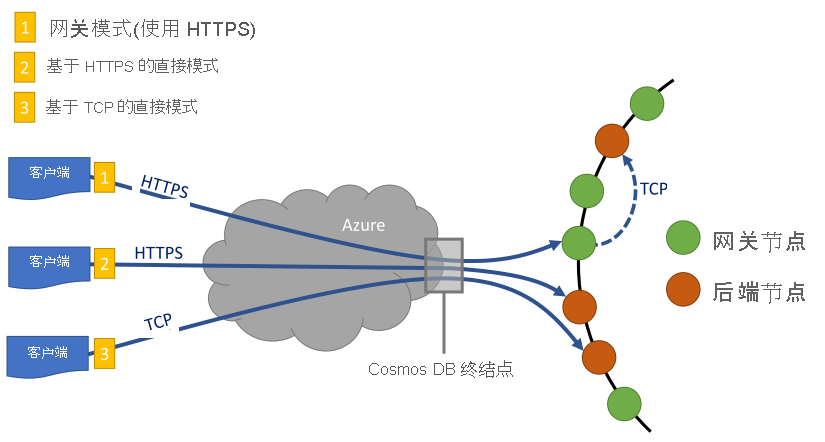 1 网关模式(使用 HTTPS)
2 基于 HTTPS 的直接模式
3 基于 TCP 的直接模式
客户端 1 HTTPS
Azure
TCP
客户端 2 HTTPS
网关节点
后端节点
客户端 3 TCP
Cosmos DB 终结点